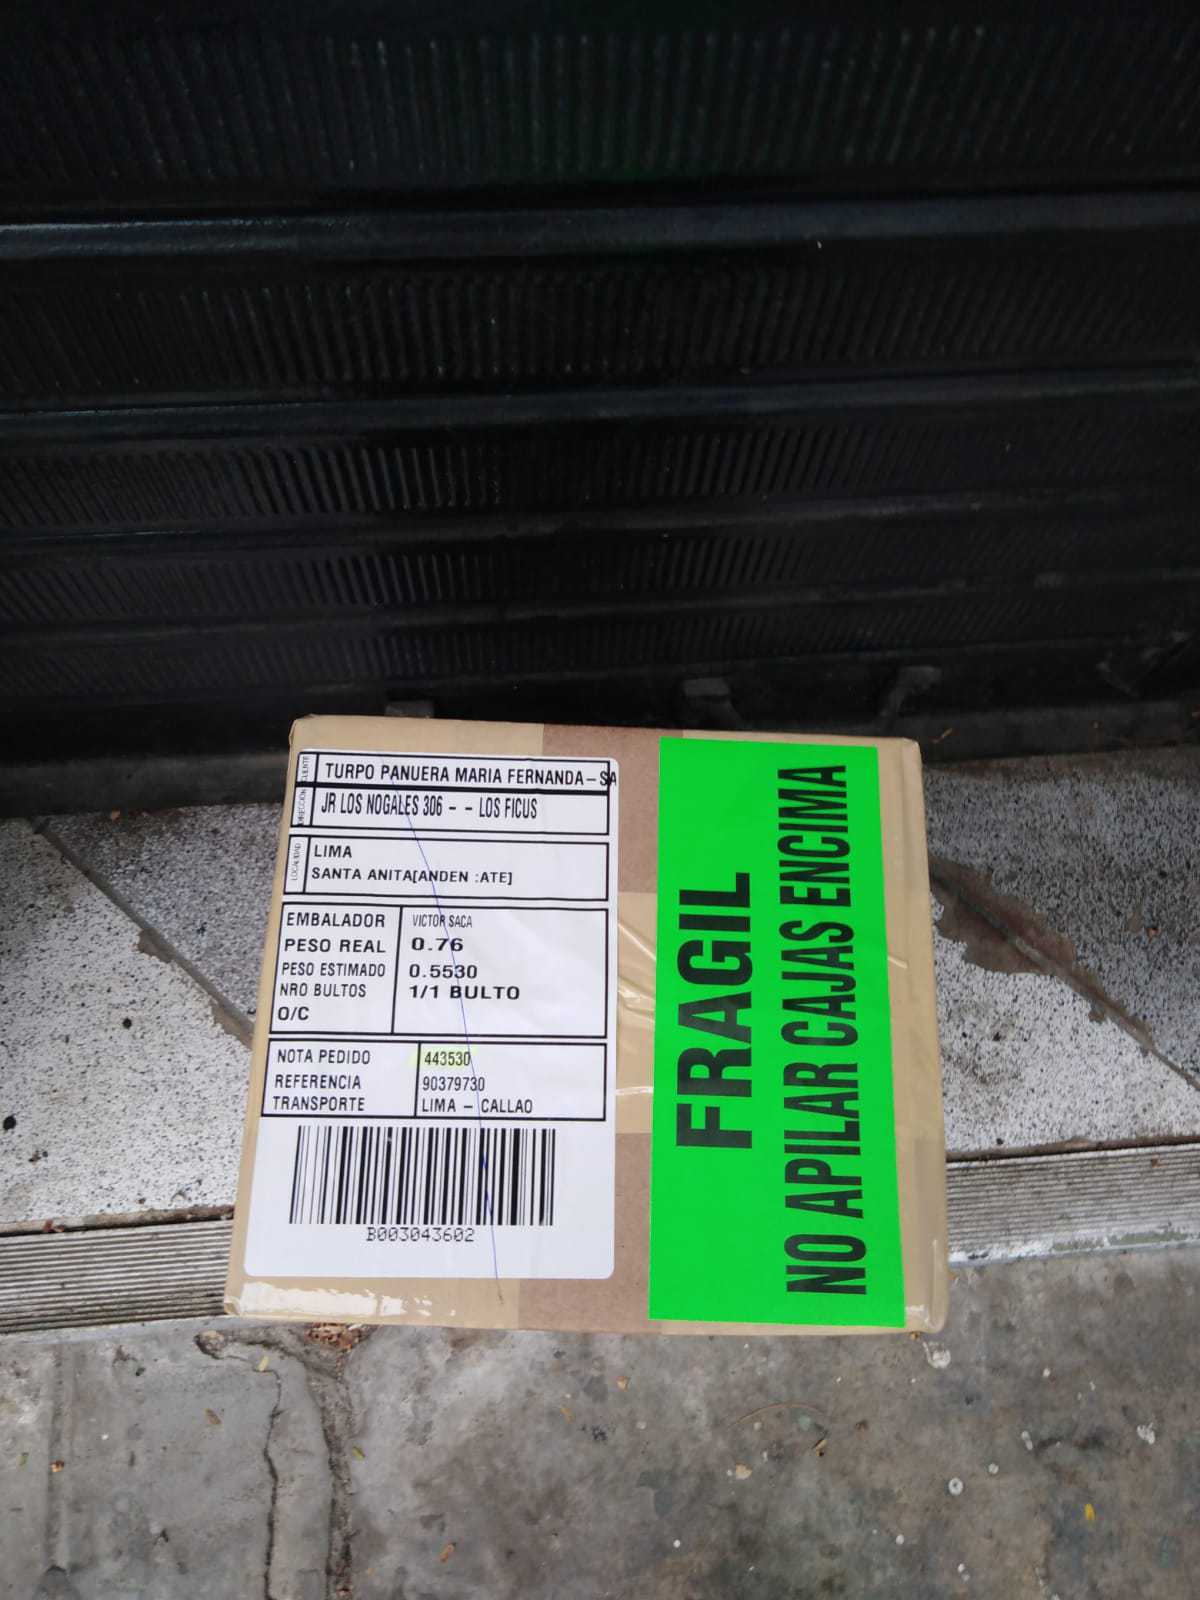 CLIENTE TURPO PANUERA MARIA FERNANDA-SA
DIRECCION JR LOS NOGALES 306 - - LOS FICUS
LOCALIDAD LIMA
SANTA ANITA[ANDEN :ATE]
EMBALADOR VICTOR SACA
PESO REAL 0.76
PESO ESTIMADO 0.5530
NRO BULTOS 1/1 BULTO
O/C
NOTA PEDIDO 443530
REFERENCIA 90379730
TRANSPORTE LIMA - CALLAO
B003043602
FRAGIL
NO APILAR CAJAS ENCIMA